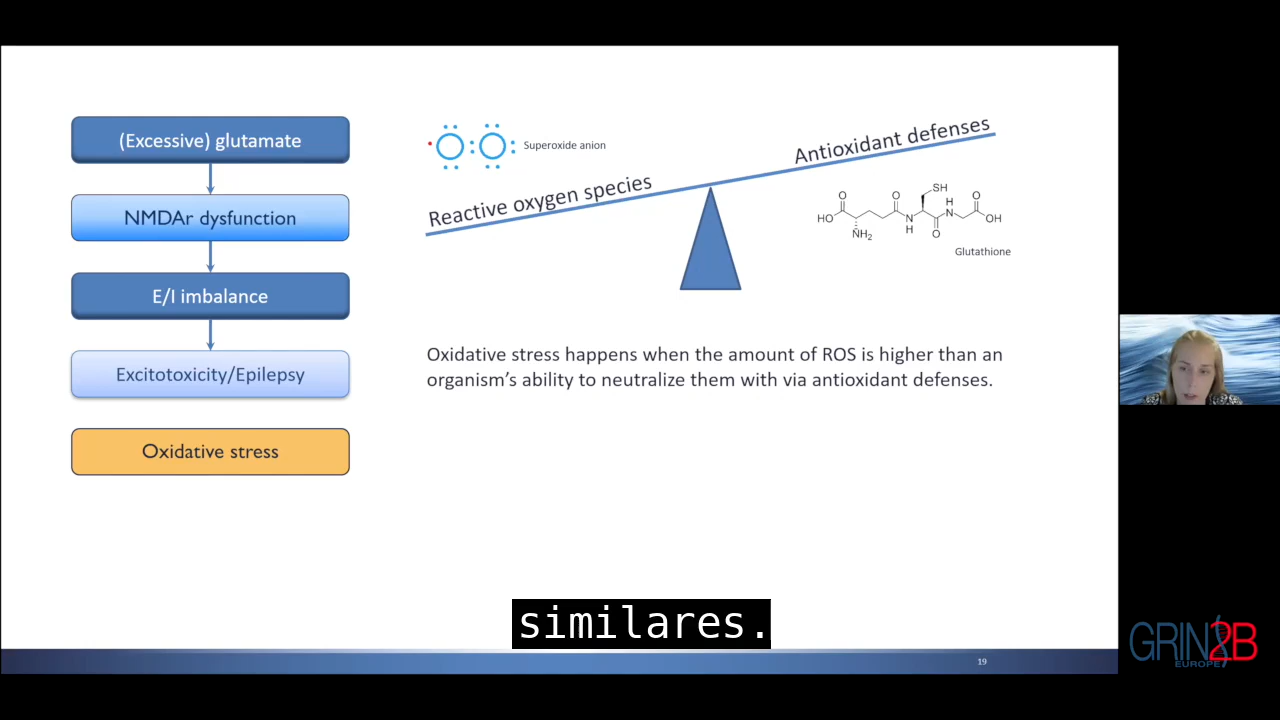 (Excessive) glutamate
NMDAr dysfunction
E/I imbalance
Excitotoxicity/Epilepsy
Oxidative stress
Superoxide anion
Reactive oxygen species
Antioxidant defenses
O
O
SH
O
HO
NH₂
N
H
O
H
N
OH
Glutathione
Oxidative stress happens when the amount of ROS is higher than an
organism's ability to neutralize them with via antioxidant defenses.
similares.
19
GRIN2B
EUROPE